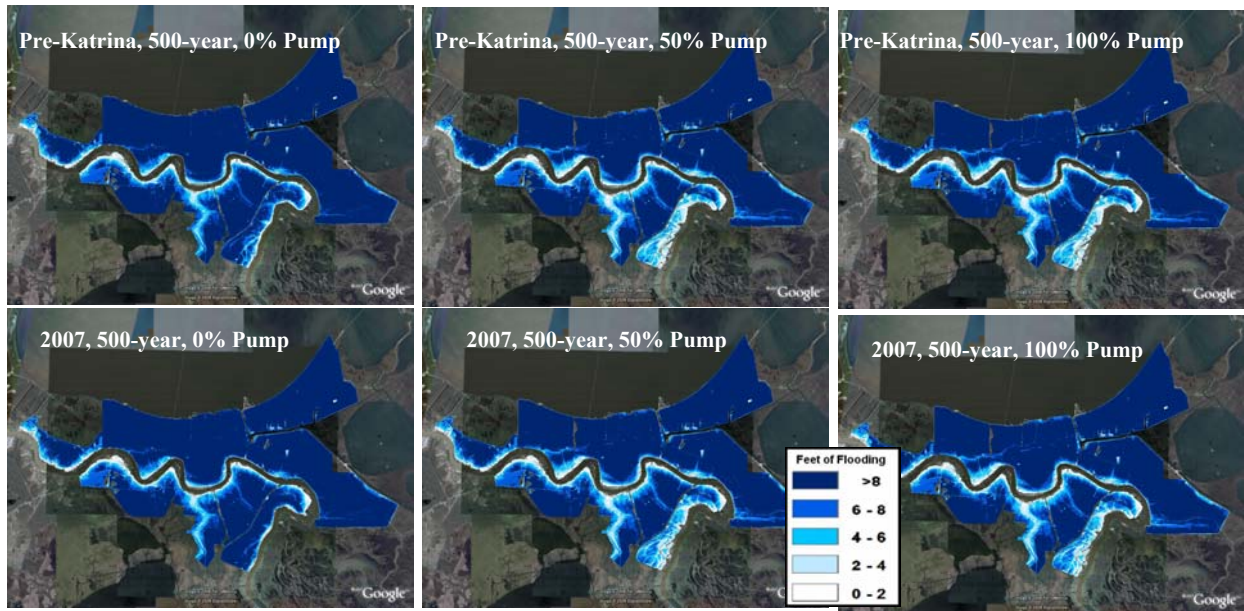 Pre-Katrina, 500-year, 0% Pump
Pre-Katrina, 500-year, 50% Pump
Pre-Katrina, 500-year, 100% Pump
Google
Google
Google
2007, 500-year, 0% Pump
2007, 500-year, 50% Pump
2007, 500-year, 100% Pump
Feet of Flooding
>8
6 - 8
4 - 6
2 - 4
0 - 2
Google
Google
Google